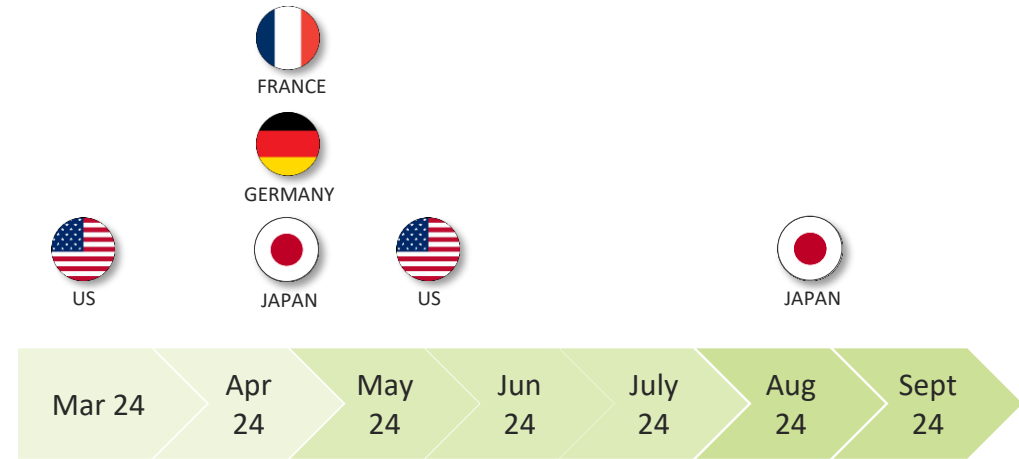 FRANCE
GERMANY
US
JAPAN
US
JAPAN
Mar 24
Apr
24
May
24
Jun
24
July
24
Aug
24
Sept
24